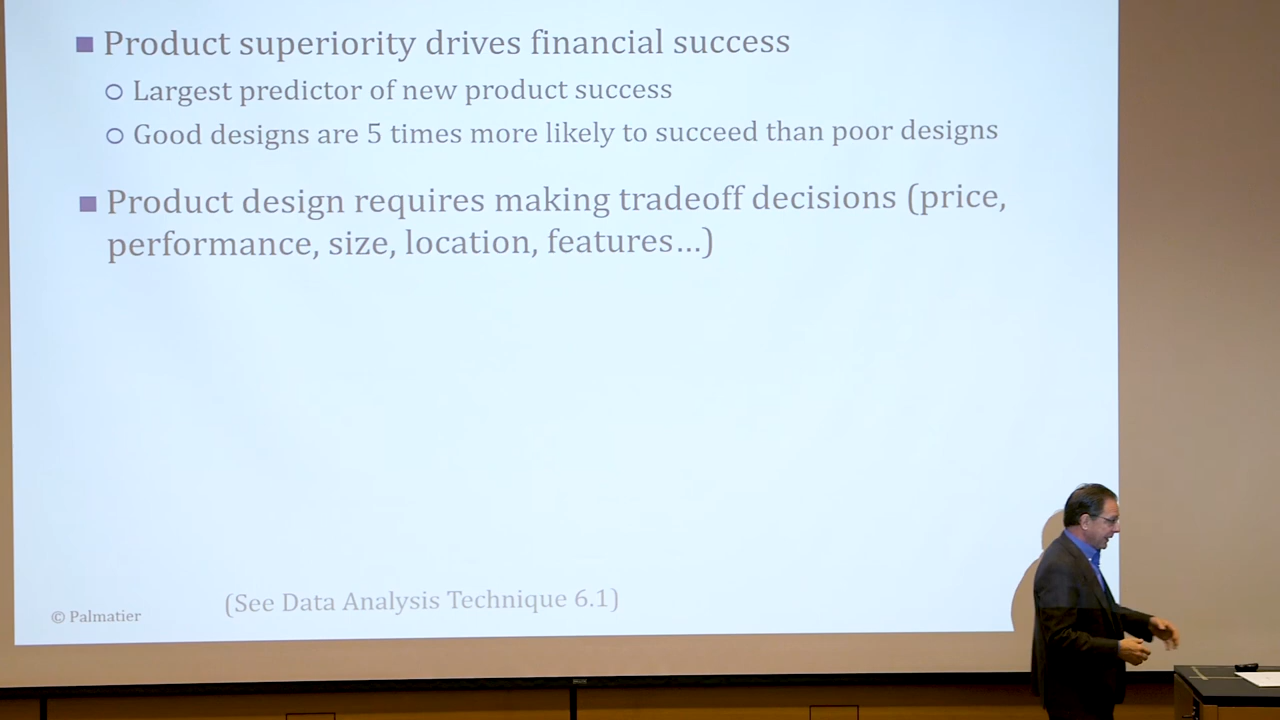 Product superiority drives financial success
Largest predictor of new product success
Good designs are 5 times more likely to succeed than poor designs
Product design requires making tradeoff decisions (price,
performance, size, location, features...)
(See Data Analysis Technique 6.1)
© Palmatier